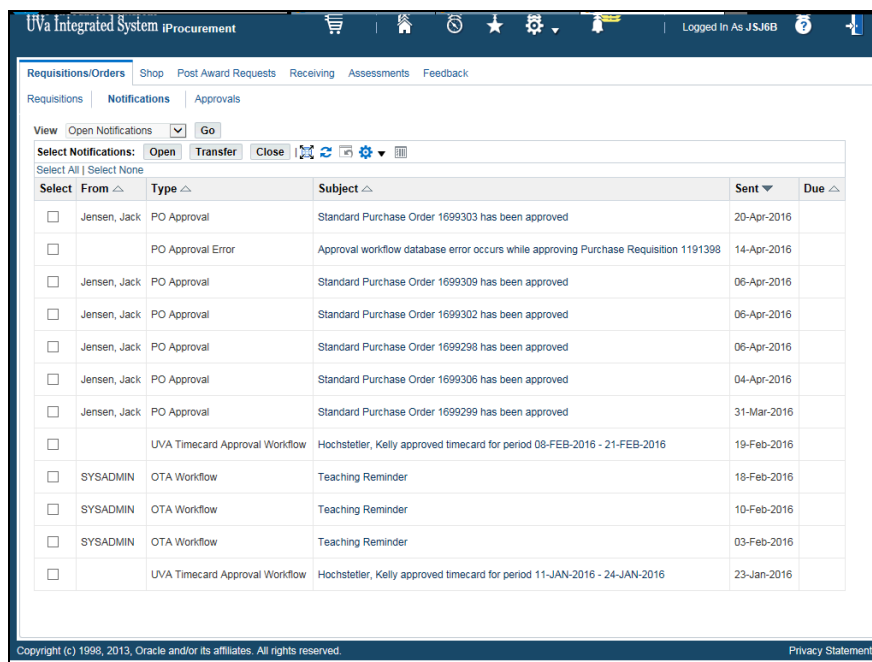 UVa Integrated System iProcurement | | Logged In As JSJ6B ?
Requisitions/Orders Shop Post Award Requests Receiving Assessments Feedback
Requisitions | Notifications | Approvals
View Open Notifications Go
Select Notifications: Open Transfer Close |
Select All | Select None
Select From Type Subject Sent Due
Jensen, Jack PO Approval Standard Purchase Order 1699303 has been approved 20-Apr-2016
PO Approval Error Approval workflow database error occurs while approving Purchase Requisition 1191398 14-Apr-2016
Jensen, Jack PO Approval Standard Purchase Order 1699309 has been approved 06-Apr-2016
Jensen, Jack PO Approval Standard Purchase Order 1699302 has been approved 06-Apr-2016
Jensen, Jack PO Approval Standard Purchase Order 1699298 has been approved 06-Apr-2016
Jensen, Jack PO Approval Standard Purchase Order 1699306 has been approved 04-Apr-2016
Jensen, Jack PO Approval Standard Purchase Order 1699299 has been approved 31-Mar-2016
UVA Timecard Approval Workflow Hochstetler, Kelly approved timecard for period 08-FEB-2016 - 21-FEB-2016 19-Feb-2016
SYSADMIN OTA Workflow Teaching Reminder 18-Feb-2016
SYSADMIN OTA Workflow Teaching Reminder 10-Feb-2016
SYSADMIN OTA Workflow Teaching Reminder 03-Feb-2016
UVA Timecard Approval Workflow Hochstetler, Kelly approved timecard for period 11-JAN-2016 - 24-JAN-2016 23-Jan-2016
Copyright (c) 1998, 2013, Oracle and/or its affiliates. All rights reserved. Privacy Statement